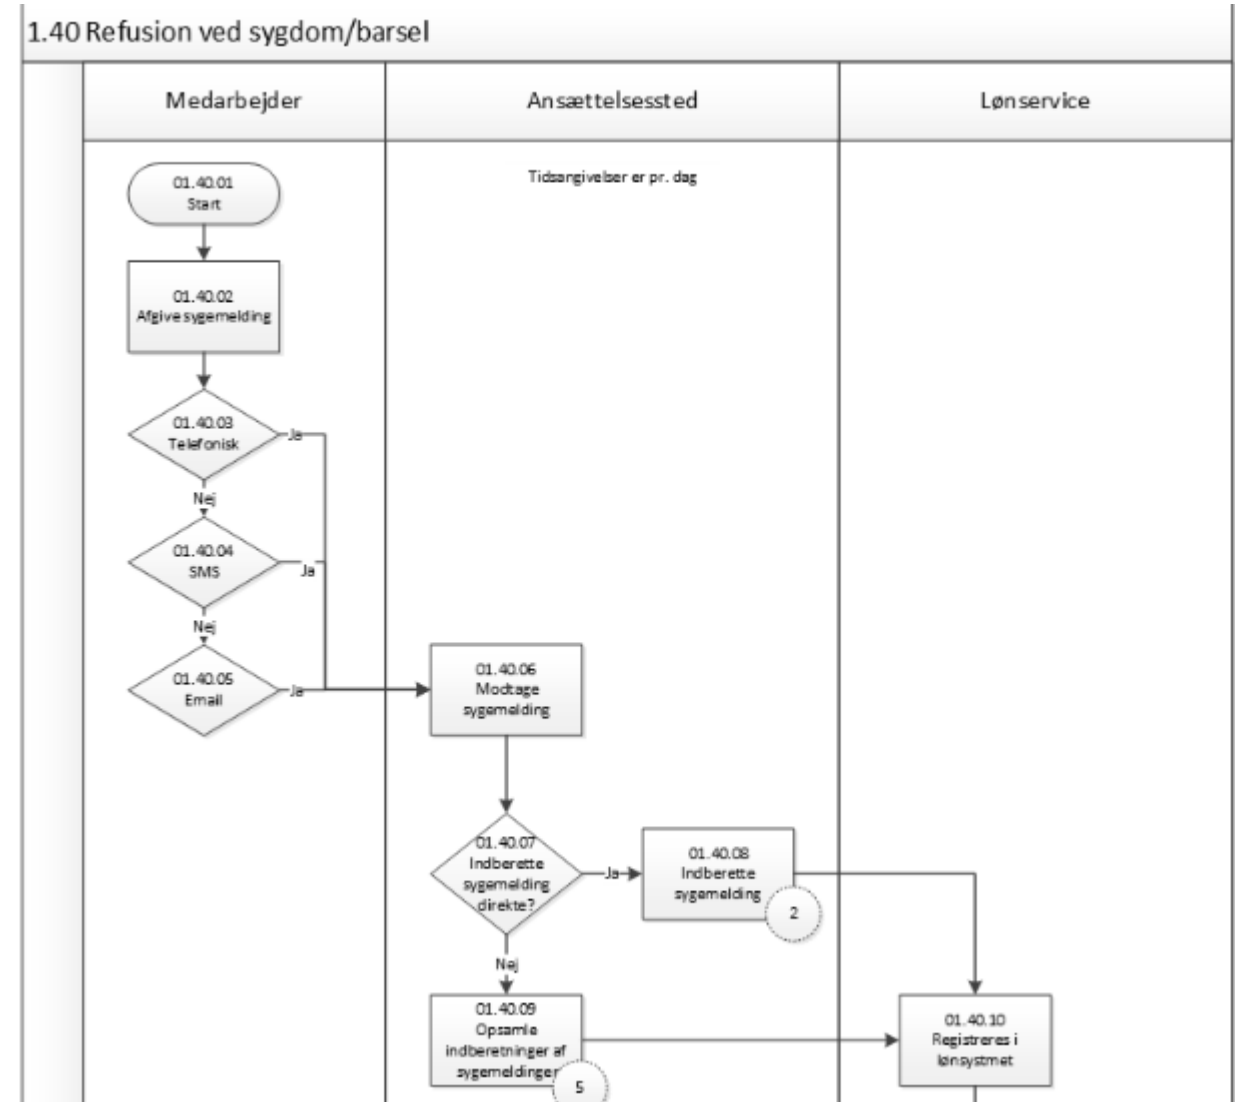 1.40 Refusion ved sygdom/barsel
Medarbejder
Ansættelsessted
Lønservice
Tidsangivelser er pr. dag
01.40.01
Start
01.40.02
Afgive sygemelding
01.40.03
Telefonisk
Ja
Nej
01.40.04
SMS
Ja
Nej
01.40.05
Email
Ja
01.40.06
Modtage
sygemelding
01.40.07
Indberette
sygemelding
direkte?
Ja
01.40.08
Indberette
sygemelding
2
Nej
01.40.09
Opsamle
indberetninger af
sygemeldinger
5
01.40.10
Registreres i
lønsystmet